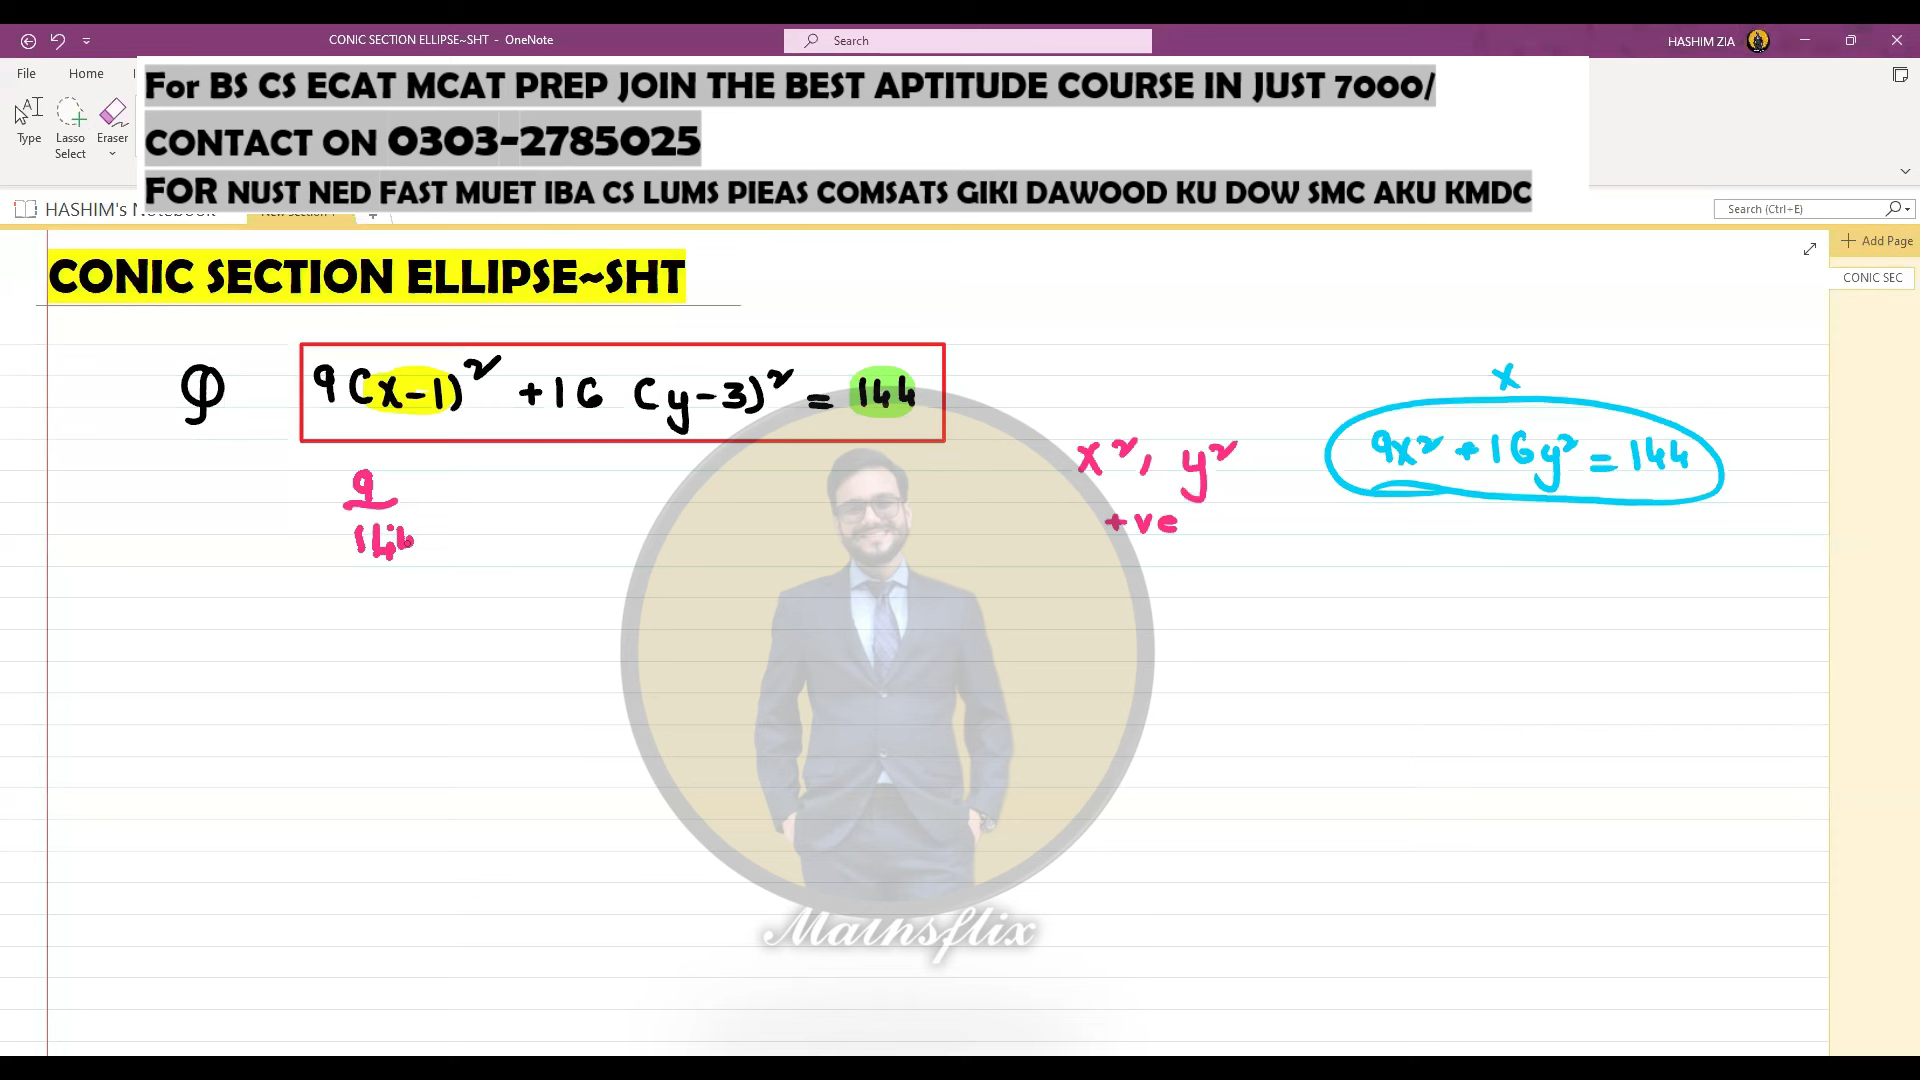 CONIC SECTION ELLIPSE~SHT - OneNote
Search
HASHIM ZIA
File
Home
For BS CS ECAT MCAT PREP JOIN THE BEST APTITUDE COURSE IN JUST 7000/
Type
Lasso
Select
Eraser
CONTACT ON 0303-2785025
FOR NUST NED FAST MUET IBA CS LUMS PIEAS COMSATS GIKI DAWOOD KU DOW SMC AKU KMDC
HASHIM's Notebook
Search (Ctrl+E)
Add Page
CONIC SEC
CONIC SECTION ELLIPSE~SHT
Q 9(x-1)² +16 (y-3)² = 144
x
x², y²
+ve
9x² + 16y² = 144
9
144
Mainsflix